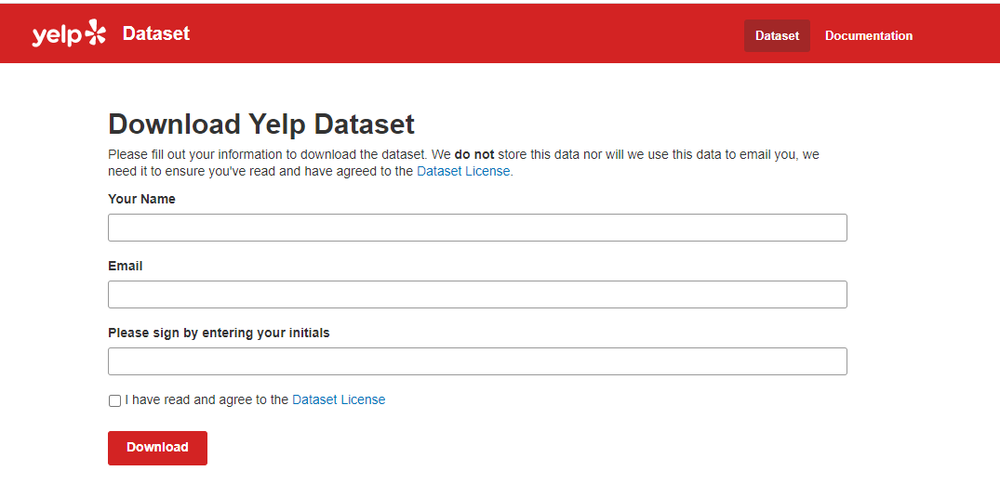 yelp Dataset Dataset Documentation
Download Yelp Dataset
Please fill out your information to download the dataset. We do not store this data nor will we use this data to email you, we
need it to ensure you've read and have agreed to the Dataset License.
Your Name
Email
Please sign by entering your initials
I have read and agree to the Dataset License
Download